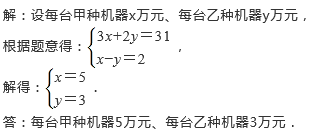 解：设每台甲种机器x万元、每台乙种机器y万元，
根据题意得：{3x+2y=31
x−y=2 ，
解得：{x=5
y=3 ．
答：每台甲种机器5万元、每台乙种机器3万元．